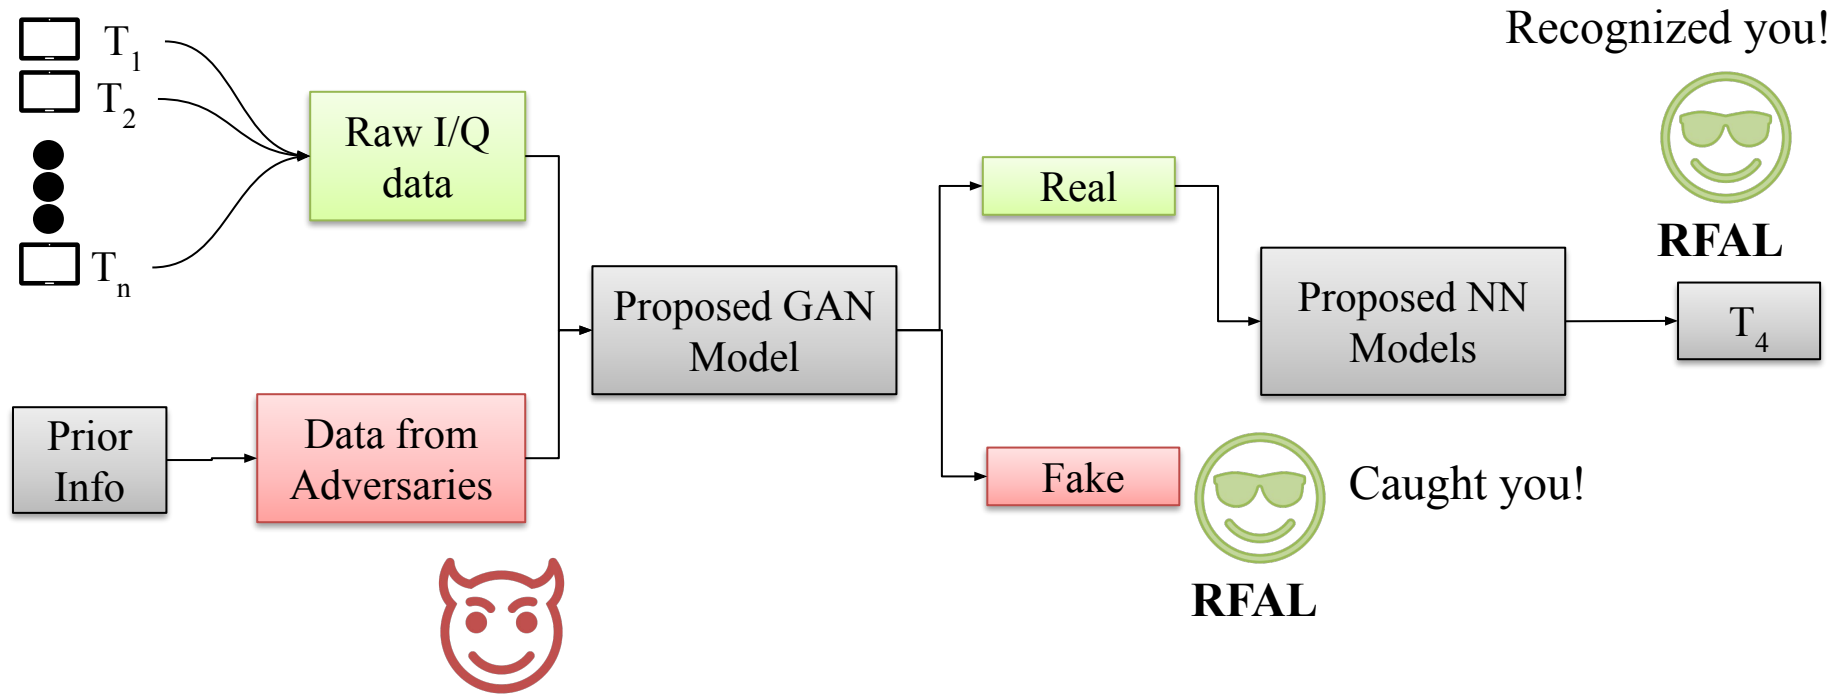 T1
T2
Tn
Raw I/Q
data
Prior
Info
Data from
Adversaries
Proposed GAN
Model
Real
Fake
RFAL
Caught you!
Proposed NN
Models
Recognized you!
RFAL
T4